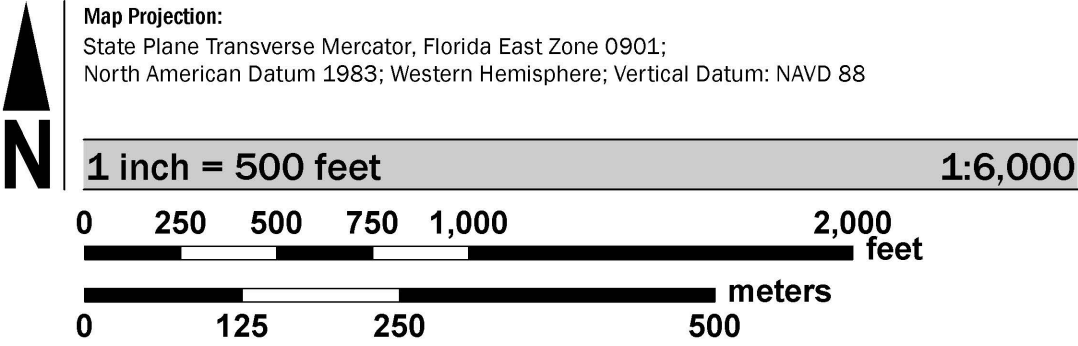 N
Map Projection:
State Plane Transverse Mercator, Florida East Zone 0901;
North American Datum 1983; Western Hemisphere; Vertical Datum: NAVD 88
1 inch = 500 feet 1:6,000
0 250 500 750 1,000 2,000
feet
meters
0 125 250 500